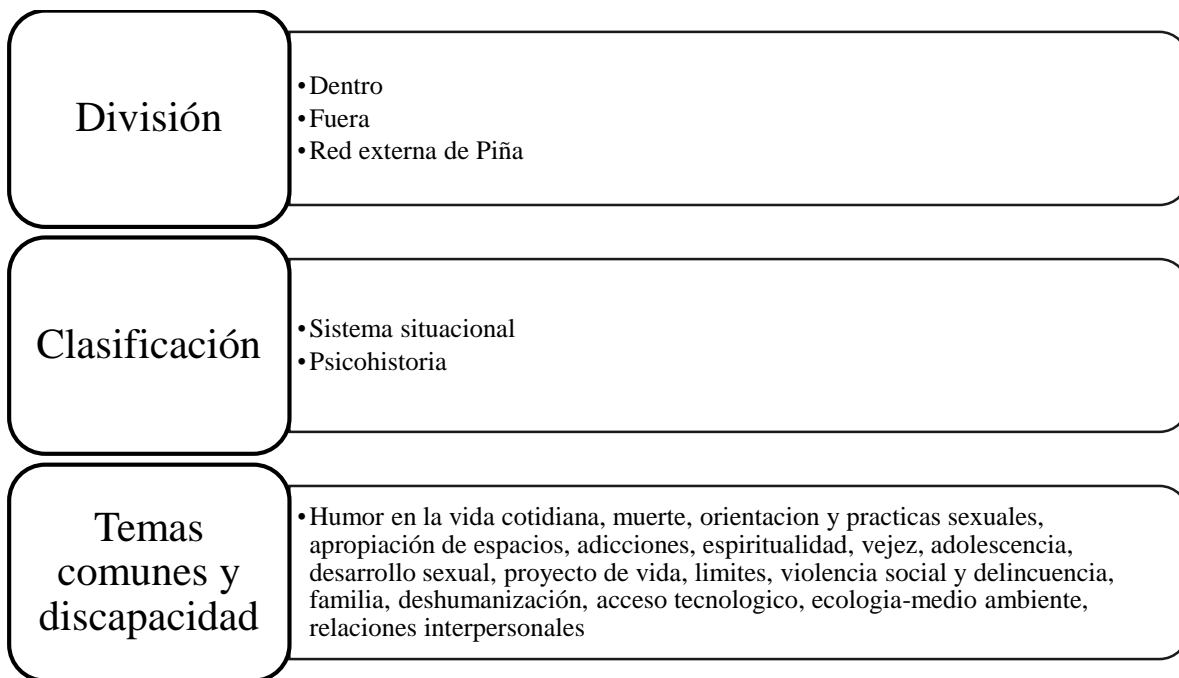 División
•Dentro
•Fuera
•Red externa de Piña
Clasificación
•Sistema situacional
•Psicohistoria
Temas
comunes y
discapacidad
•Humor en la vida cotidiana, muerte, orientacion y practicas sexuales,
apropiación de espacios, adicciones, espiritualidad, vejez, adolescencia,
desarrollo sexual, proyecto de vida, limites, violencia social y delincuencia,
familia, deshumanización, acceso tecnologico, ecologia-medio ambiente,
relaciones interpersonales